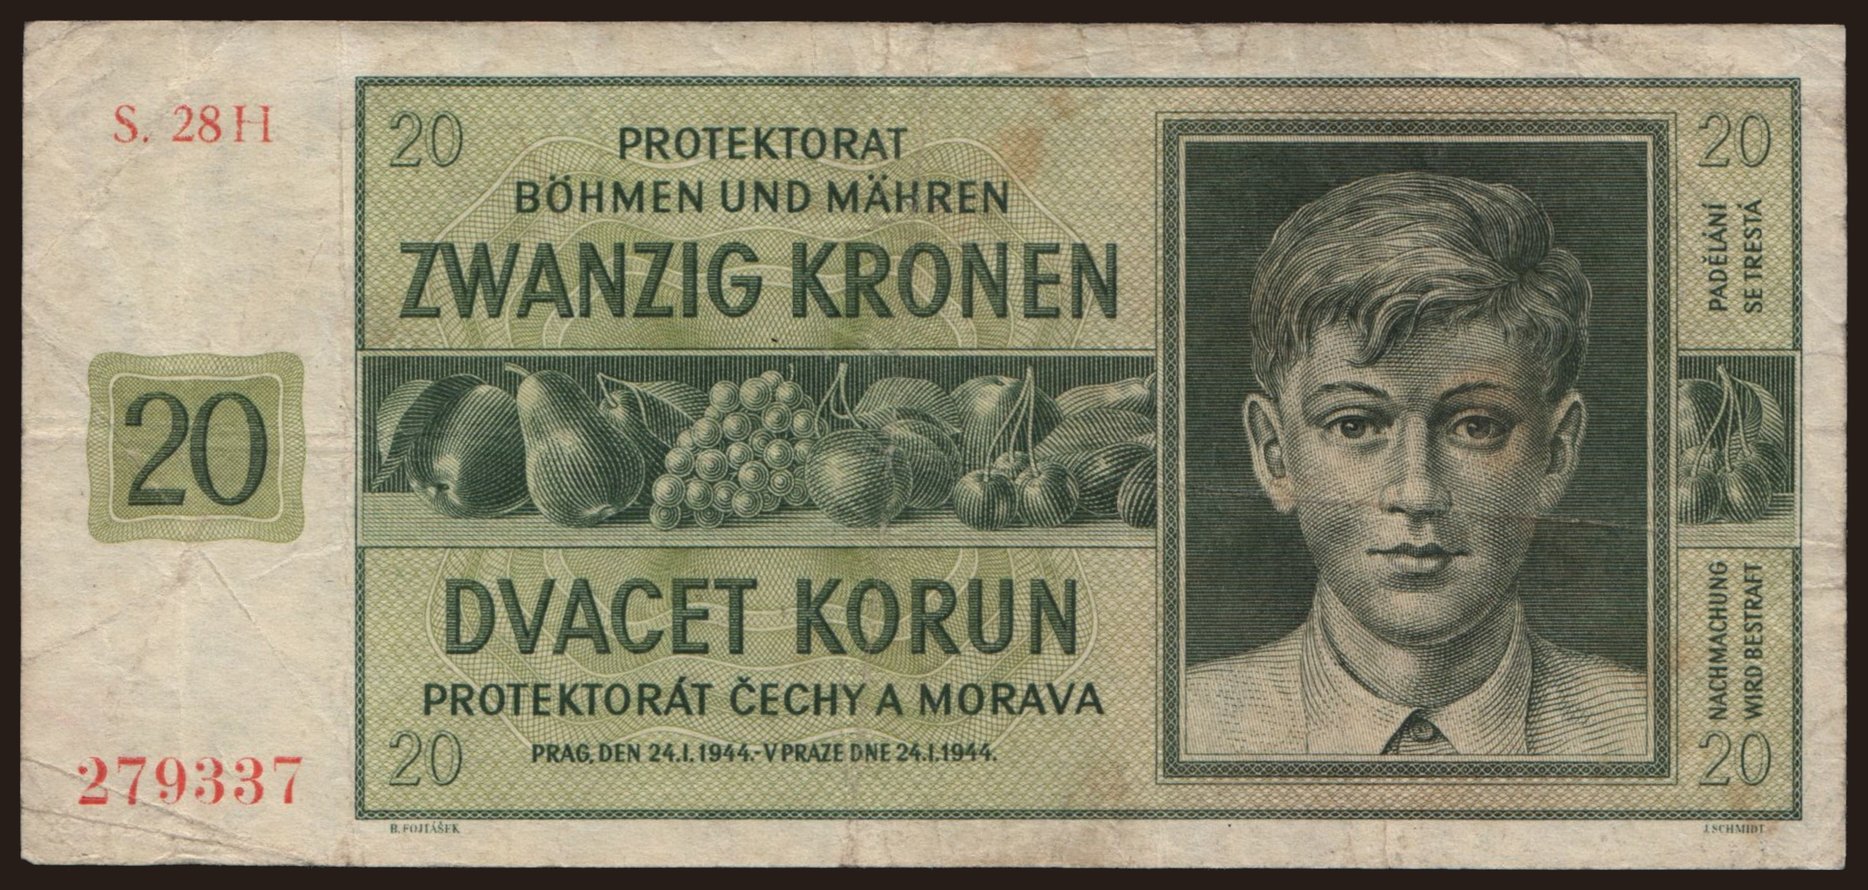 S. 28 H
20
20
PROTEKTORAT
BÖHMEN UND MÄHREN
ZWANZIG KRONEN
PADĚLÁNÍ
SE TRESTÁ
20
DVACET KORUN
PROTEKTORÁT ČECHY A MORAVA
PRAG, DEN 24.I.1944.-V PRAZE DNE 24.I.1944.
NACHMACHUNG
WIRD BESTRAFT
279337
20
20
B. FOJTÁŠEK
J. SCHMIDT